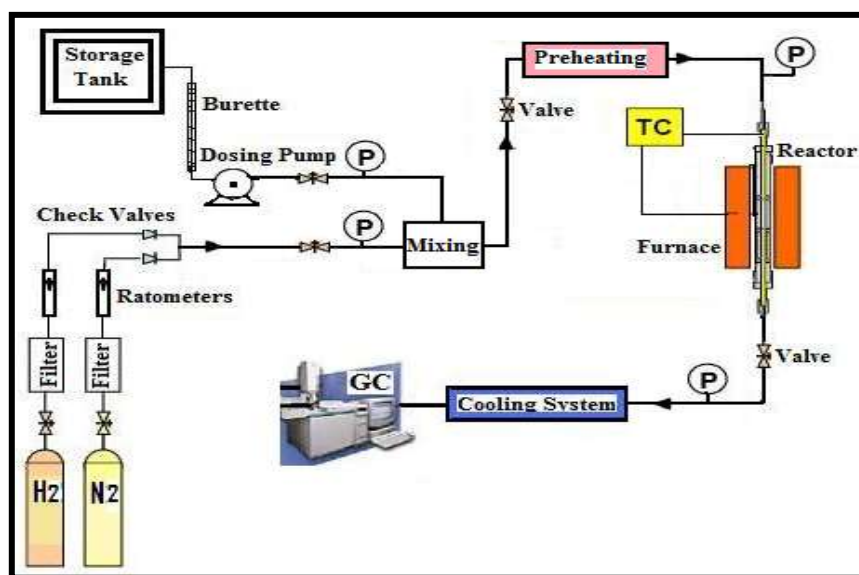 Storage
Tank
Burette
Dosing Pump
P
Preheating
P
Valve
TC
Reactor
Check Valves
P
Mixing
Furnace
Ratometers
Filter
Filter
Valve
GC
P
Cooling System
H2
N2